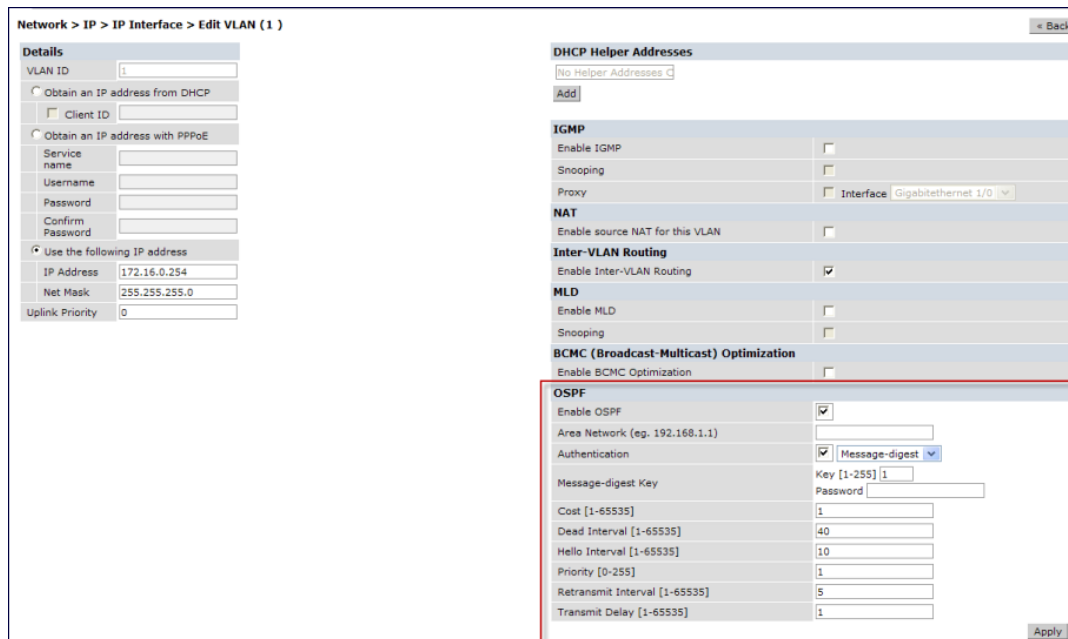 Network > IP > IP Interface > Edit VLAN (1 )
« Back
Details
VLAN ID 1
Obtain an IP address from DHCP
Client ID
Obtain an IP address with PPPoE
Service name
Username
Password
Confirm Password
Use the following IP address
IP Address 172.16.0.254
Net Mask 255.255.255.0
Uplink Priority 0
DHCP Helper Addresses
No Helper Addresses C
Add
IGMP
Enable IGMP
Snooping
Proxy Interface Gigabitethernet 1/0
NAT
Enable source NAT for this VLAN
Inter-VLAN Routing
Enable Inter-VLAN Routing
MLD
Enable MLD
Snooping
BCMC (Broadcast-Multicast) Optimization
Enable BCMC Optimization
OSPF
Enable OSPF
Area Network (eg. 192.168.1.1)
Authentication Message-digest
Message-digest Key Key [1-255] 1
Password
Cost [1-65535] 1
Dead Interval [1-65535] 40
Hello Interval [1-65535] 10
Priority [0-255] 1
Retransmit Interval [1-65535] 5
Transmit Delay [1-65535] 1
Apply